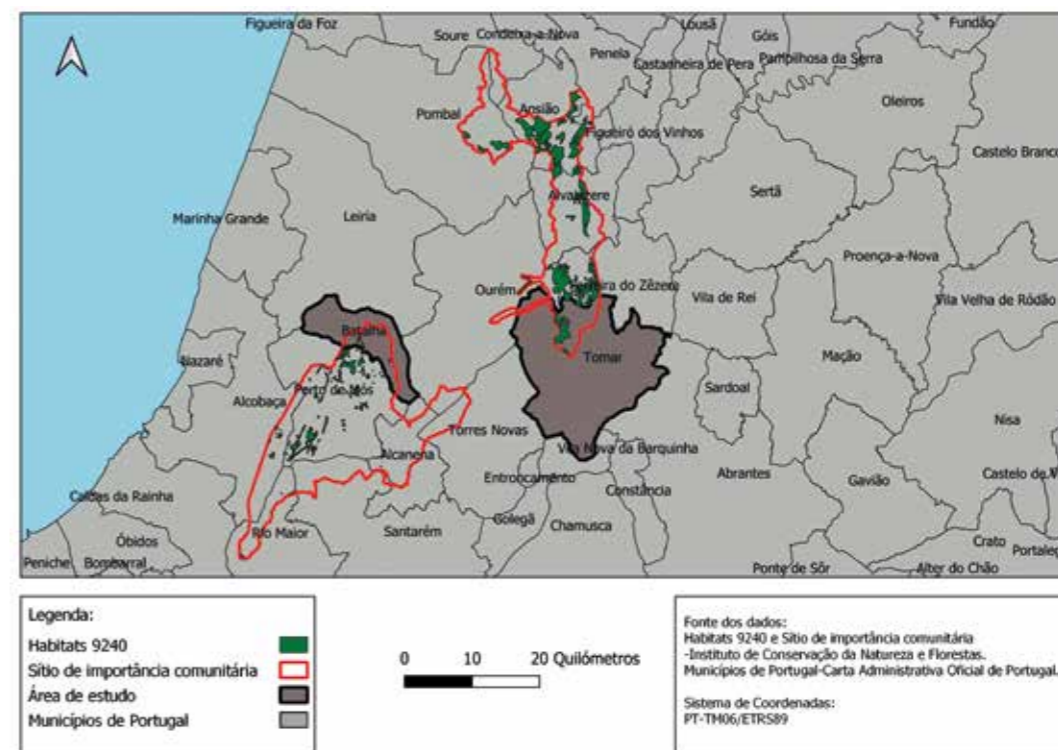 Figueira da Foz
Lousã
Fundão
Soure
Condeixa-a-Nova
Góis
Penela
Castanheira de Pera
Pampilhosa da Serra
Oleiros
Pombal
Ansião
Figueiró dos Vinhos
Castelo Branco
Alvaiázere
Sertã
Marinha Grande
Leiria
Proença-a-Nova
Ourém
Ferreira do Zêzere
Vila de Rei
Vila Velha de Ródão
Batalha
Tomar
Mação
Nazaré
Porto de Mós
Sardoal
Alcobaça
Nisa
Torres Novas
Vila Nova da Barquinha
Alcanena
Abrantes
Entroncamento
Gavião
Castelo de V
Caldas da Rainha
Constância
Golegã
Chamusca
Rio Maior
Santarém
Óbidos
Crato
Portaleg
Peniche
Bombarral
Ponte de Sôr
Alter do Chão
Legenda:
Habitats 9240
Sítio de importância comunitária
Área de estudo
Municípios de Portugal
0 10 20 Quilómetros
Fonte dos dados:
Habitats 9240 e Sítio de importância comunitária
-Instituto de Conservação da Natureza e Florestas.
Municípios de Portugal-Carta Administrativa Oficial de Portugal.
Sistema de Coordenadas:
PT-TM06/ETRS89